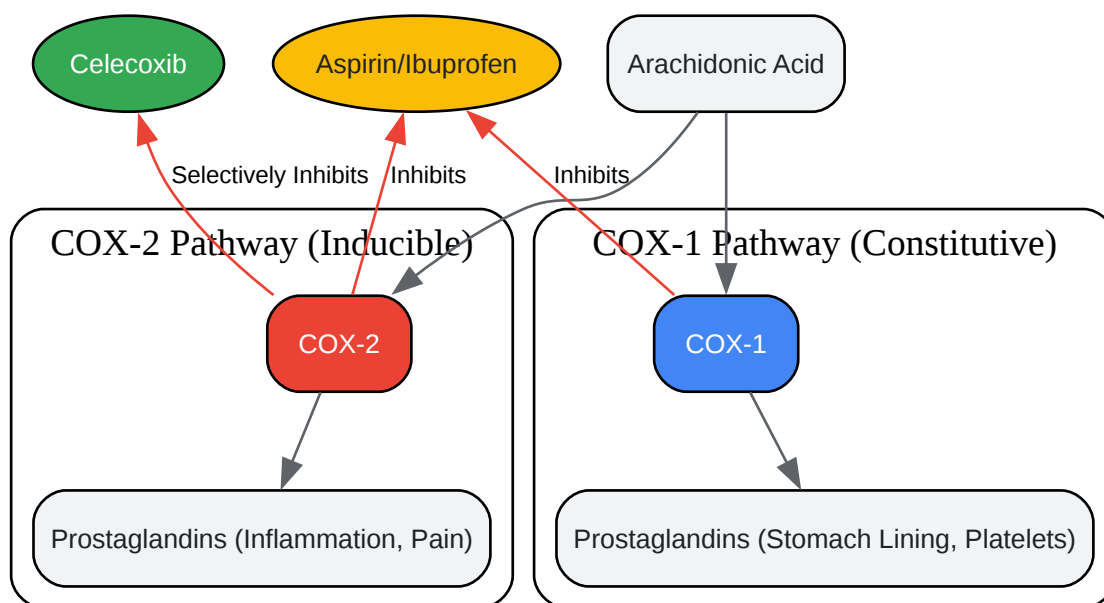 Celecoxib
Aspirin/Ibuprofen
Arachidonic Acid
Selectively Inhibits
Inhibits
Inhibits
COX-2 Pathway (Inducible)
COX-1 Pathway (Constitutive)
COX-2
COX-1
Prostaglandins (Inflammation, Pain)
Prostaglandins (Stomach Lining, Platelets)